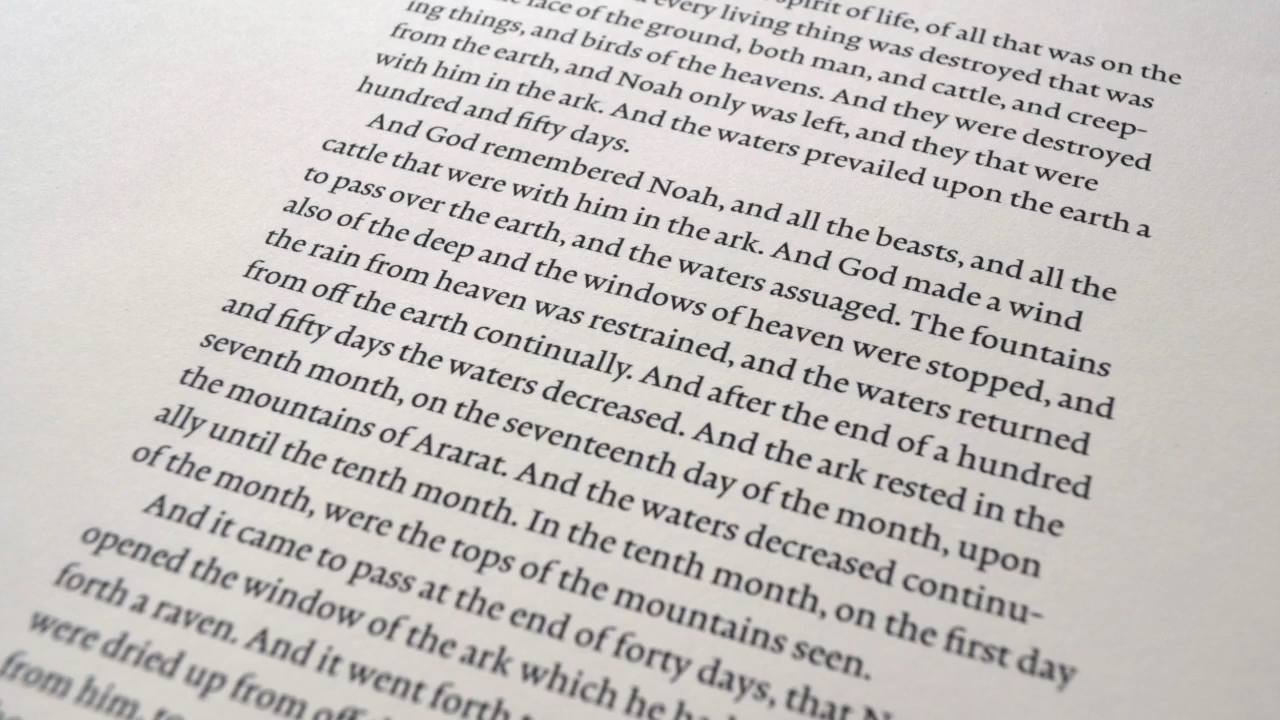 spirit of life, of all that was on the
every living thing was destroyed that was
face of the ground, both man, and cattle, and creep-
ing things, and birds of the heavens. And they were destroyed
from the earth, and Noah only was left, and they that were
with him in the ark. And the waters prevailed upon the earth a
hundred and fifty days.
And God remembered Noah, and all the beasts, and all the
cattle that were with him in the ark. And God made a wind
to pass over the earth, and the waters assuaged. The fountains
also of the deep and the windows of heaven were stopped, and
the rain from heaven was restrained, and the waters returned
from off the earth continually. And after the end of a hundred
and fifty days the waters decreased. And the ark rested in the
seventh month, on the seventeenth day of the month, upon
the mountains of Ararat. And the waters decreased continu-
ally until the tenth month. In the tenth month, on the first day
of the month, were the tops of the mountains seen.
And it came to pass at the end of forty days, that
opened the window of the ark which he
forth a raven. And it went forth
were dried up from off
from him,